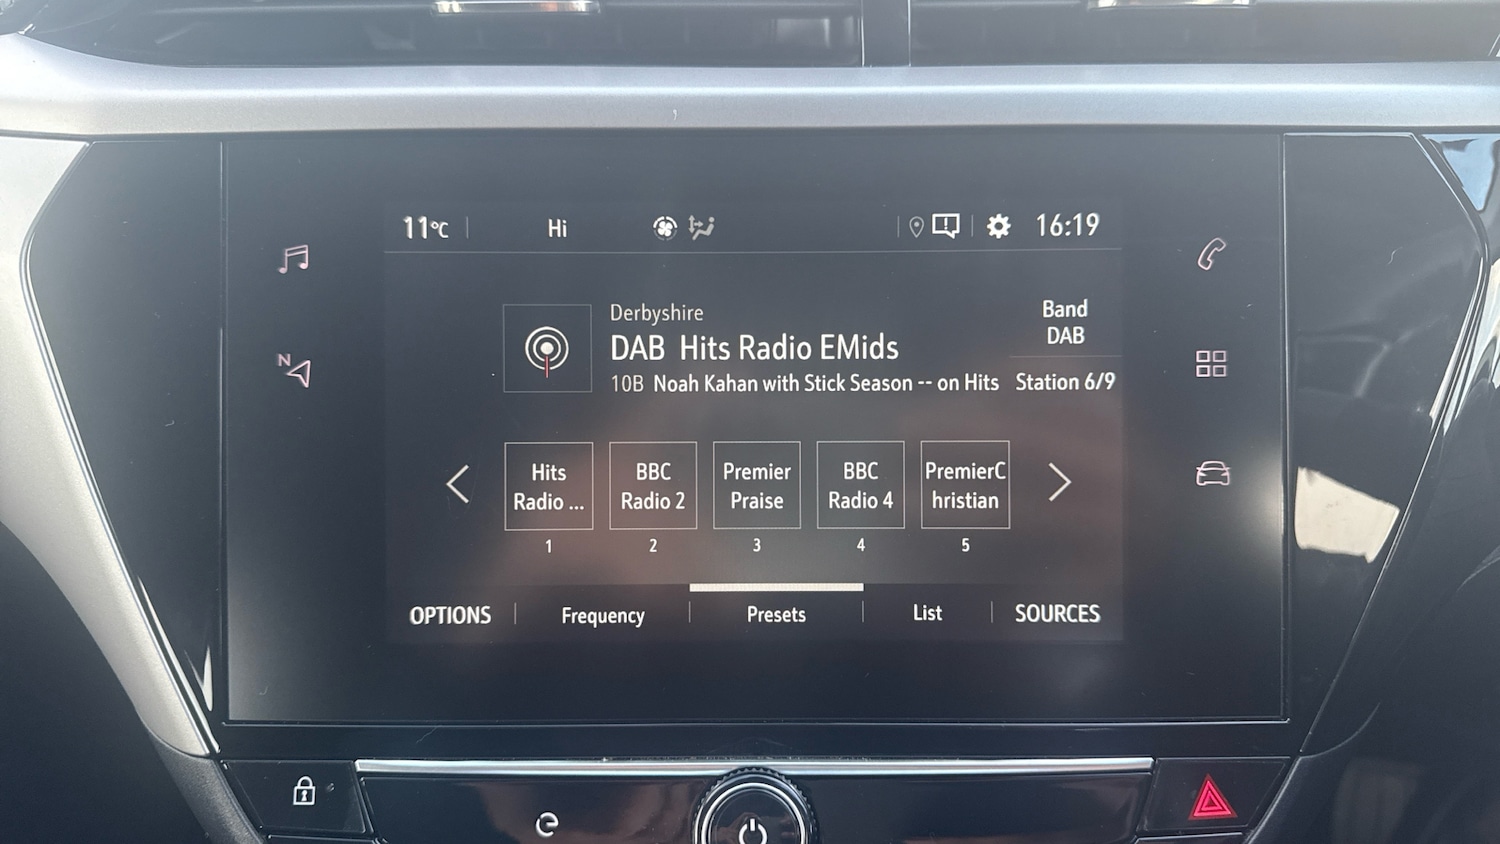 11°C
Hi
16:19
N
Derbyshire
DAB Hits Radio EMids
10B Noah Kahan with Stick Season -- on Hits
Band
DAB
Station 6/9
Hits
Radio ...
1
BBC
Radio 2
2
Premier
Praise
3
BBC
Radio 4
4
PremierC
hristian
5
OPTIONS
Frequency
Presets
List
SOURCES